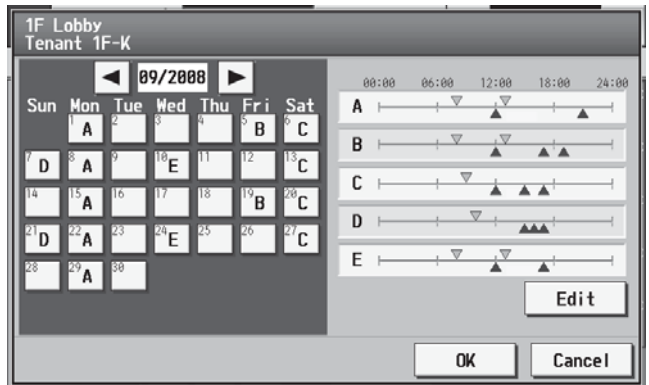 1F Lobby
Tenant 1F-K
09/2008
Sun Mon Tue Wed Thu Fri Sat
1 A 2 3 4 5 B 6 C
7 D 8 A 9 10 E 11 12 13 C
14 15 A 16 17 18 19 B 20 C
21 D 22 A 23 24 E 25 26 27 C
28 29 A 30
00:00 06:00 12:00 18:00 24:00
A
B
C
D
E
Edit
OK Cancel